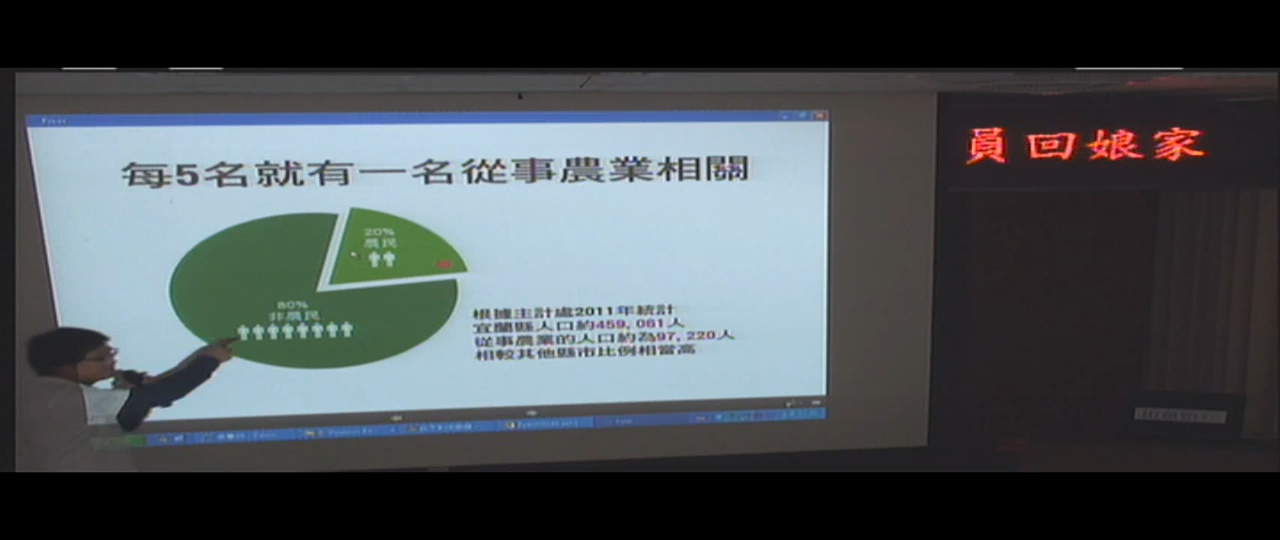 每5名就有一名從事農業相關
員回娘家
20%
農民
80%
非農民
根據主計處2011年統計
宜蘭縣人口約459,061人
從事農業的人口約為97,220人
相較其他縣市比例相當高